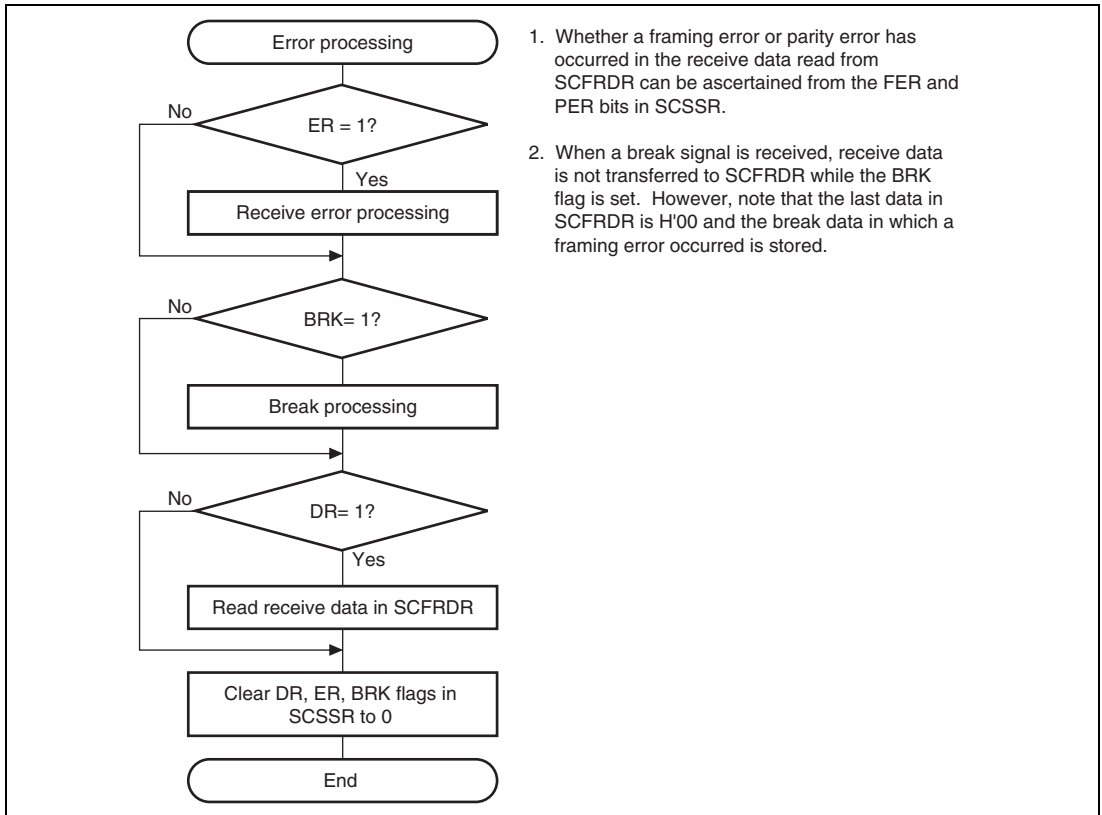 Error processing
No
ER = 1?
Yes
Receive error processing
No
BRK= 1?
Break processing
No
DR= 1?
Yes
Read receive data in SCFRDR
Clear DR, ER, BRK flags in
SCSSR to 0
End
1. Whether a framing error or parity error has
occurred in the receive data read from
SCFRDR can be ascertained from the FER and
PER bits in SCSSR.
2. When a break signal is received, receive data
is not transferred to SCFRDR while the BRK
flag is set. However, note that the last data in
SCFRDR is H'00 and the break data in which a
framing error occurred is stored.